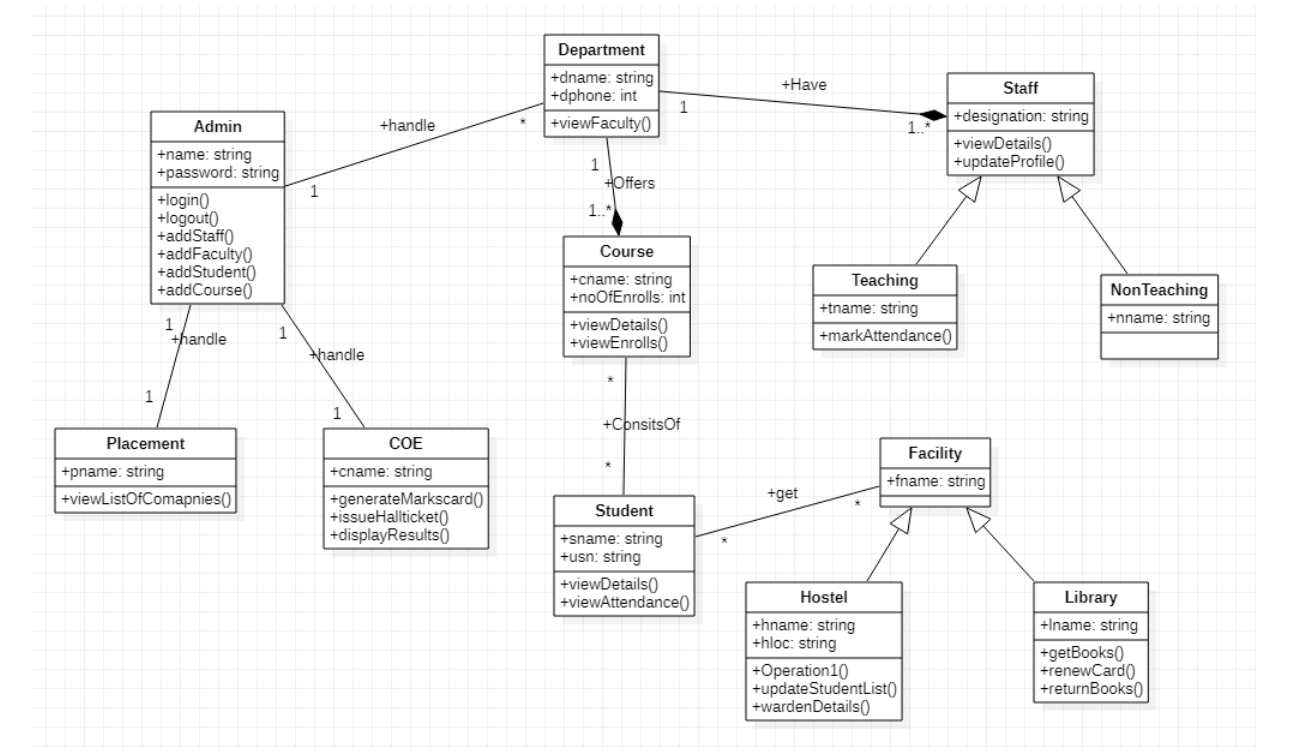 Department
+dname: string
+dphone: int
+viewFaculty()
+Have
1
1..*
Staff
+designation: string
+viewDetails()
+updateProfile()
Admin
+name: string
+password: string
+login()
+logout()
+addStaff()
+addFaculty()
+addStudent()
+addCourse()
+handle
*
1
1
+Offers
1..*
Course
+cname: string
+noOfEnrolls: int
+viewDetails()
+viewEnrolls()
Teaching
+tname: string
+markAttendance()
NonTeaching
+nname: string
1
+handle
1
1
+handle
1
Placement
+pname: string
+viewListOfComapnies()
COE
+cname: string
+generateMarkscard()
+issueHallticket()
+displayResults()
*
+ConsitsOf
*
Student
+sname: string
+usn: string
+viewDetails()
+viewAttendance()
+get
*
*
Facility
+fname: string
Hostel
+hname: string
+hloc: string
+Operation1()
+updateStudentList()
+wardenDetails()
Library
+lname: string
+getBooks()
+renewCard()
+returnBooks()